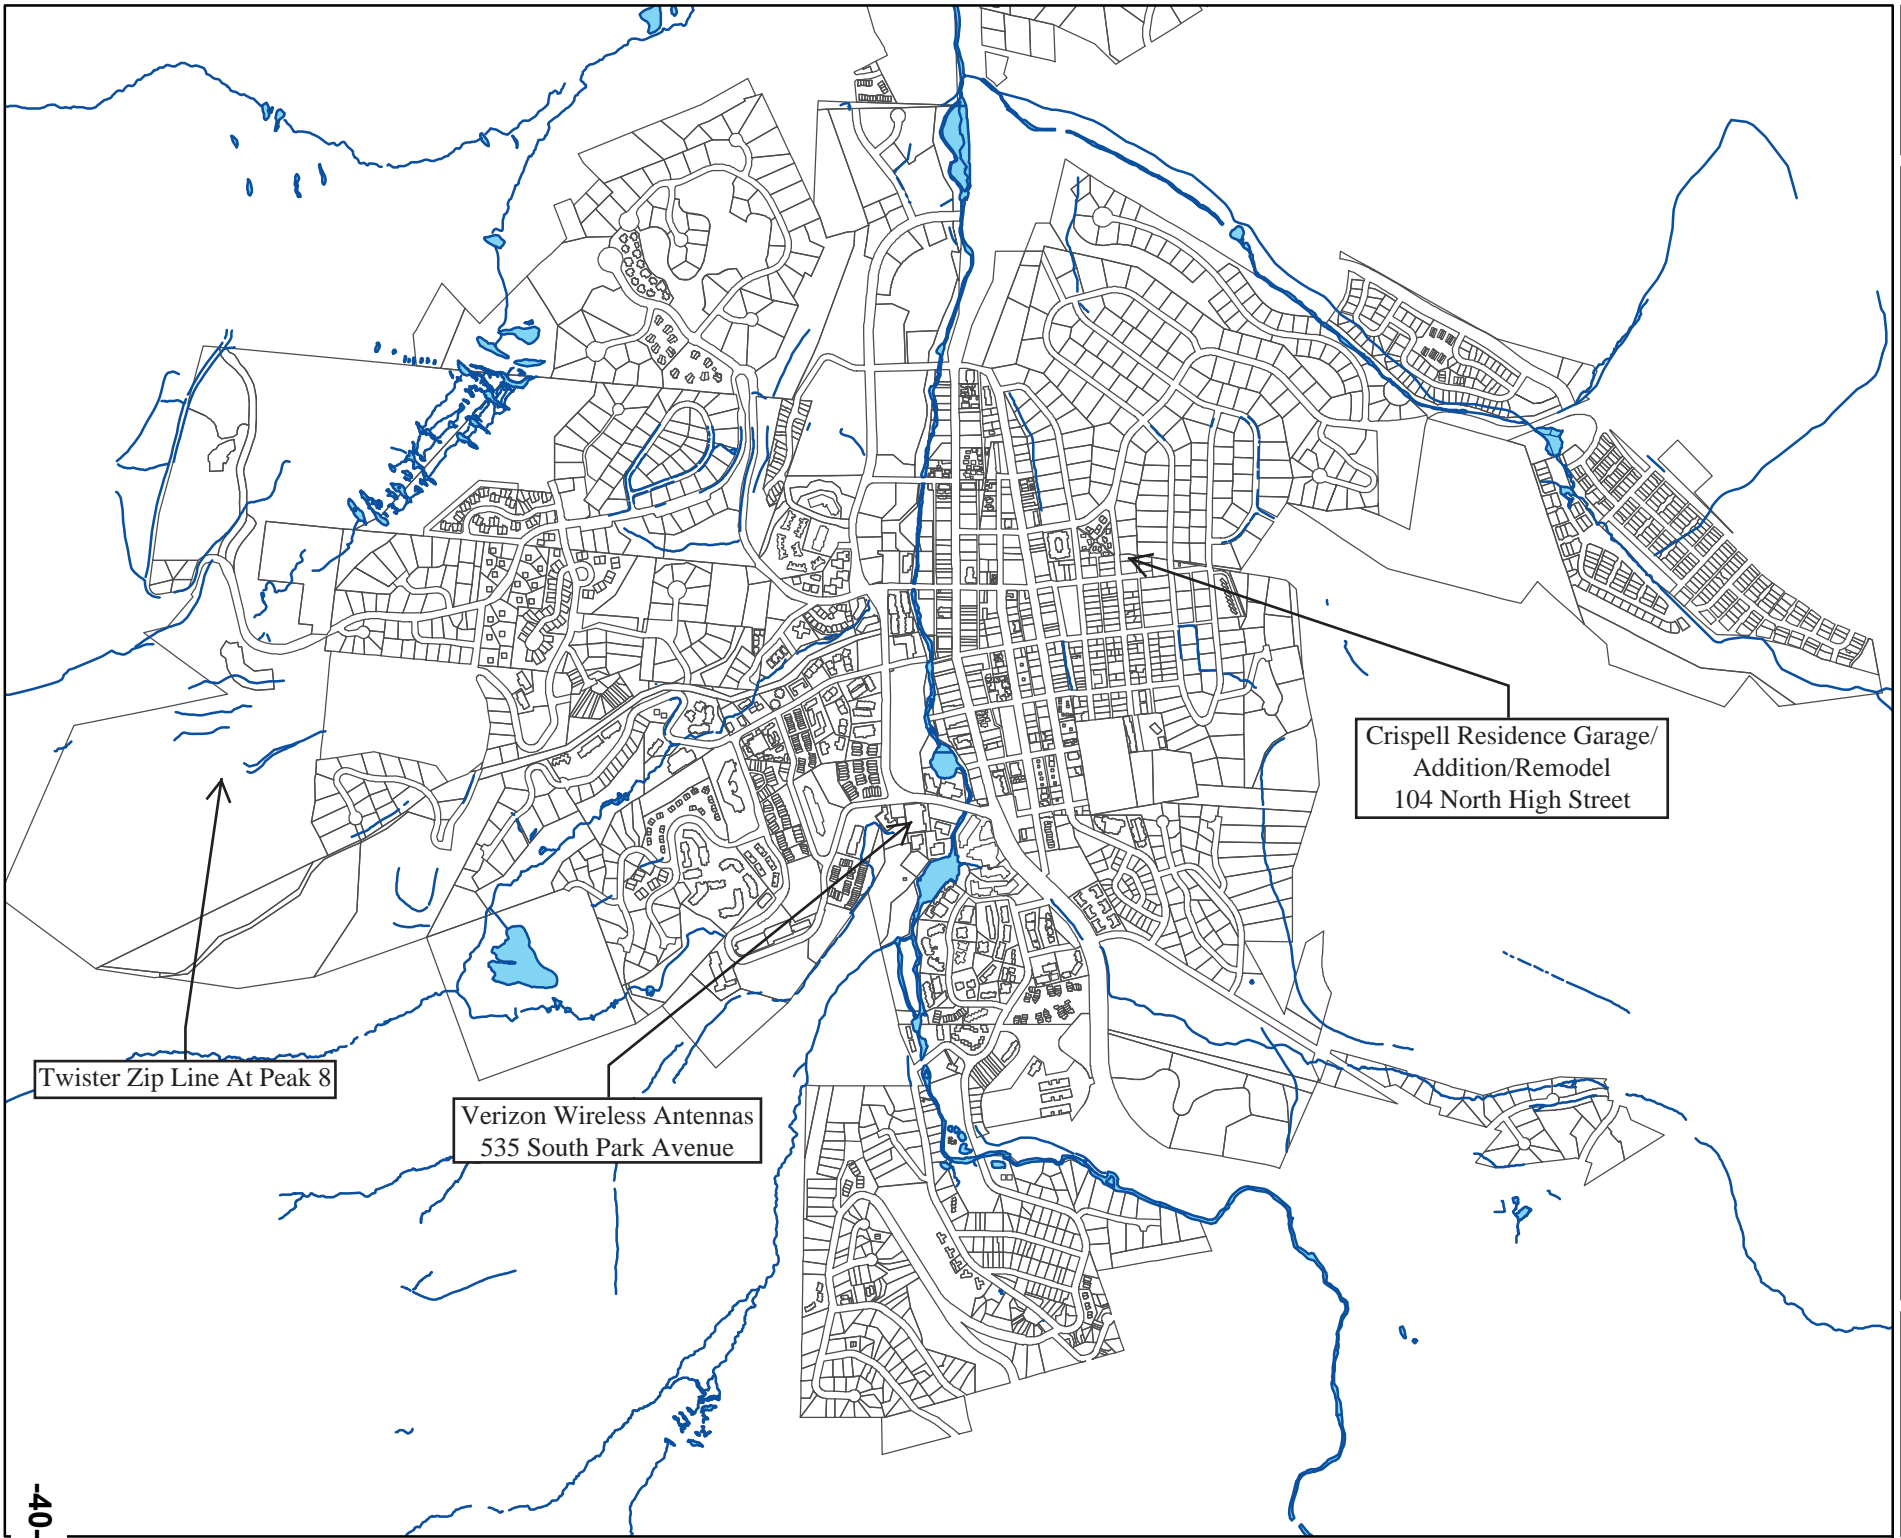 Crispell Residence Garage/
Addition/Remodel
104 North High Street
Twister Zip Line At Peak 8
Verizon Wireless Antennas
535 South Park Avenue
-40-